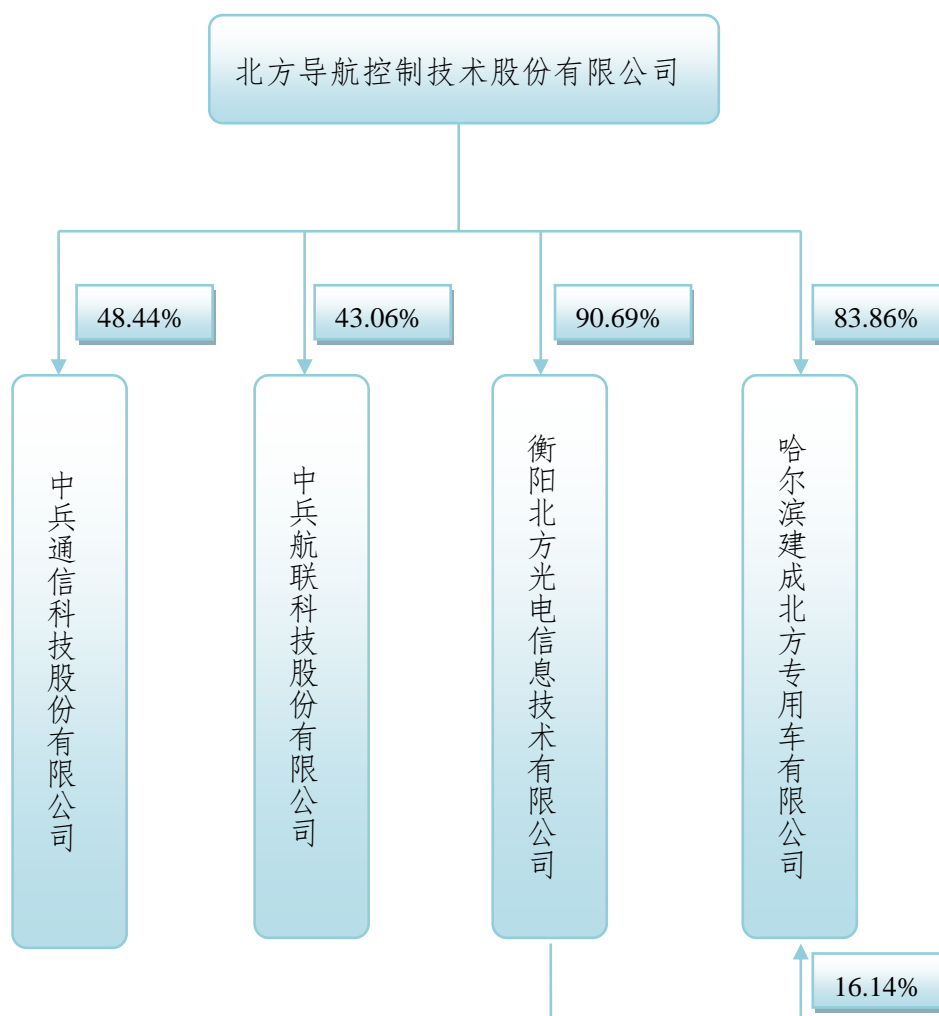 北方导航控制技术股份有限公司
48.44%
43.06%
90.69%
83.86%
中兵通信科技股份有限公司
中兵航联科技股份有限公司
衡阳北方光电信息技术有限公司
哈尔滨建成北方专用车有限公司
16.14%